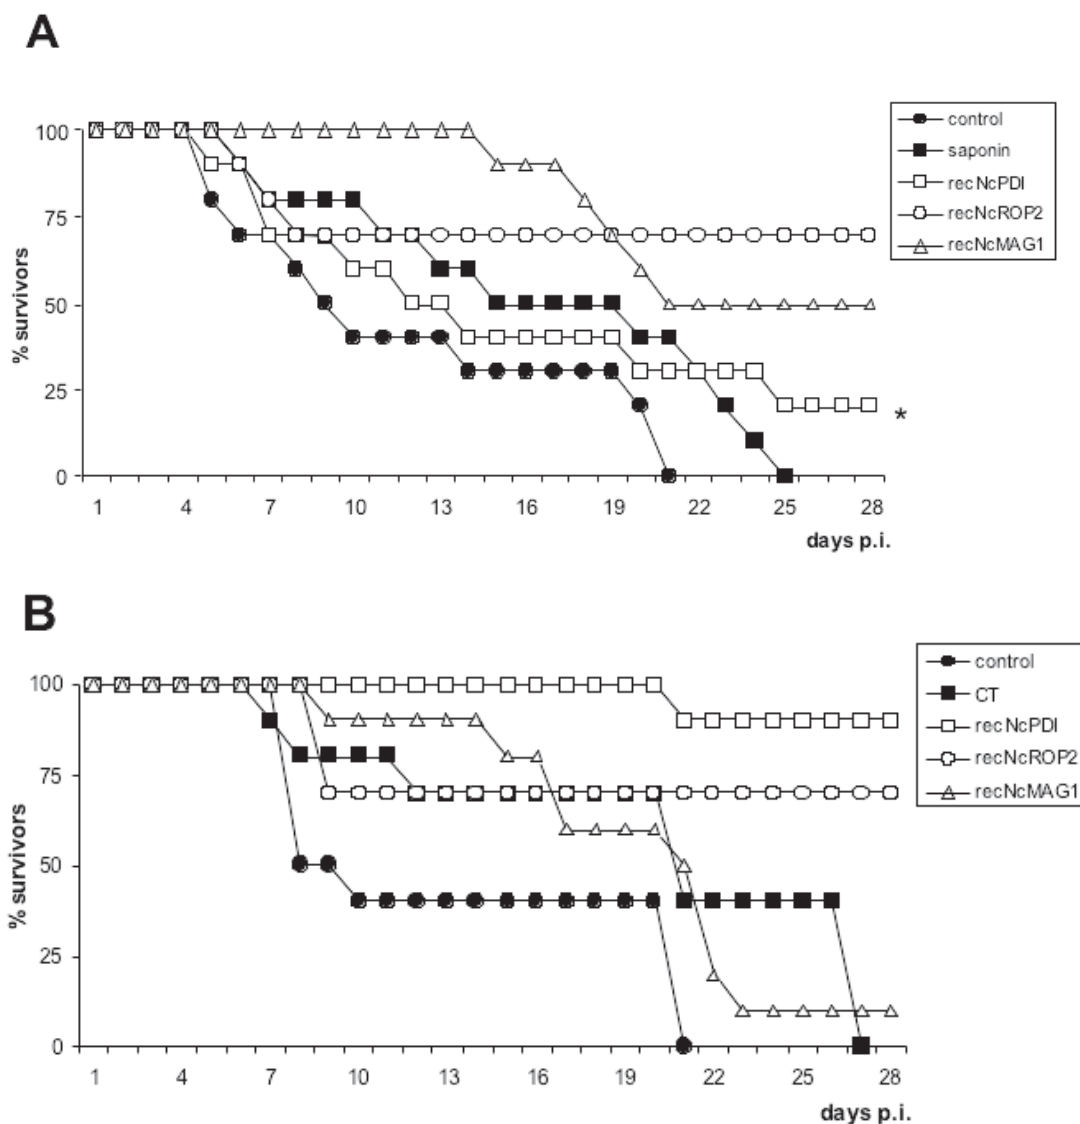 A
100
75
50
25
0
% survivors
1 4 7 10 13 16 19 22 25 28
days p.i.
control
saponin
recNcPDI
recNcROP2
recNcMAG1
*
B
100
75
50
25
0
% survivors
1 4 7 10 13 16 19 22 25 28
days p.i.
control
CT
recNcPDI
recNcROP2
recNcMAG1